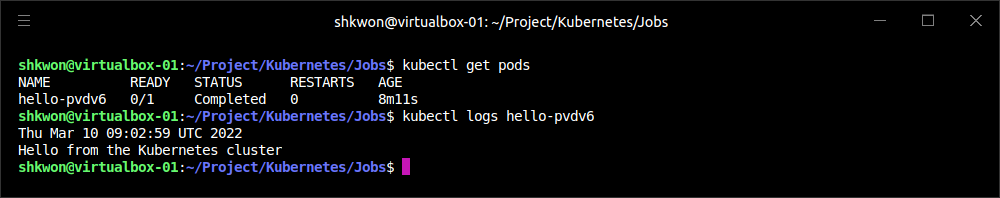 shkwon@virtualbox-01: ~/Project/Kubernetes/Jobs
shkwon@virtualbox-01:~/Project/Kubernetes/Jobs$ kubectl get pods
NAME          READY   STATUS      RESTARTS   AGE
hello-pvdv6   0/1     Completed   0          8m11s
shkwon@virtualbox-01:~/Project/Kubernetes/Jobs$ kubectl logs hello-pvdv6
Thu Mar 10 09:02:59 UTC 2022
Hello from the Kubernetes cluster
shkwon@virtualbox-01:~/Project/Kubernetes/Jobs$